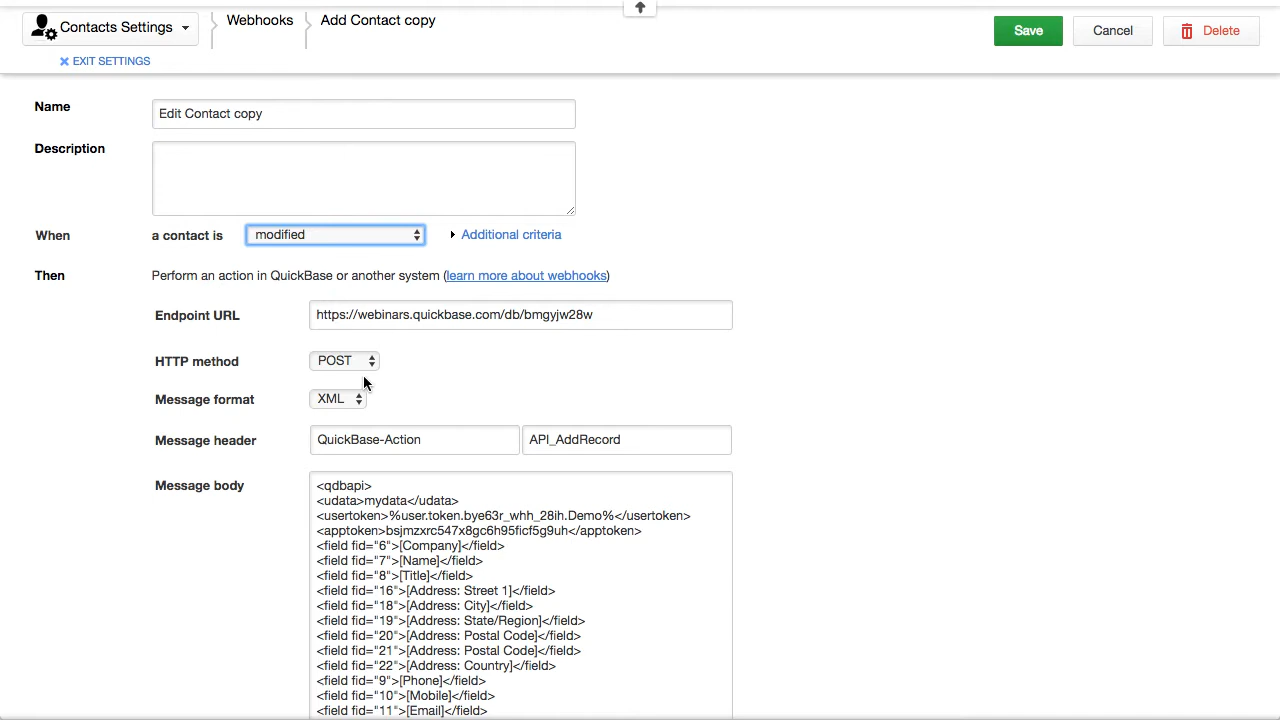 Contacts Settings
Webhooks
Add Contact copy
Save
Cancel
Delete
EXIT SETTINGS
Name
Edit Contact copy
Description
When
a contact is
modified
Additional criteria
Then
Perform an action in QuickBase or another system (learn more about webhooks)
Endpoint URL
https://webinars.quickbase.com/db/bmgyjw28w
HTTP method
POST
Message format
XML
Message header
QuickBase-Action
API_AddRecord
Message body
<qdbapi>
<udata>mydata</udata>
<usertoken>%user.token.bye63r_whh_28ih.Demo%</usertoken>
<apptoken>bsjmzxrc547x8gc6h95ficf5g9uh</apptoken>
<field fid="6">[Company]</field>
<field fid="7">[Name]</field>
<field fid="8">[Title]</field>
<field fid="16">[Address: Street 1]</field>
<field fid="18">[Address: City]</field>
<field fid="19">[Address: State/Region]</field>
<field fid="20">[Address: Postal Code]</field>
<field fid="21">[Address: Postal Code]</field>
<field fid="22">[Address: Country]</field>
<field fid="9">[Phone]</field>
<field fid="10">[Mobile]</field>
<field fid="11">[Email]</field>